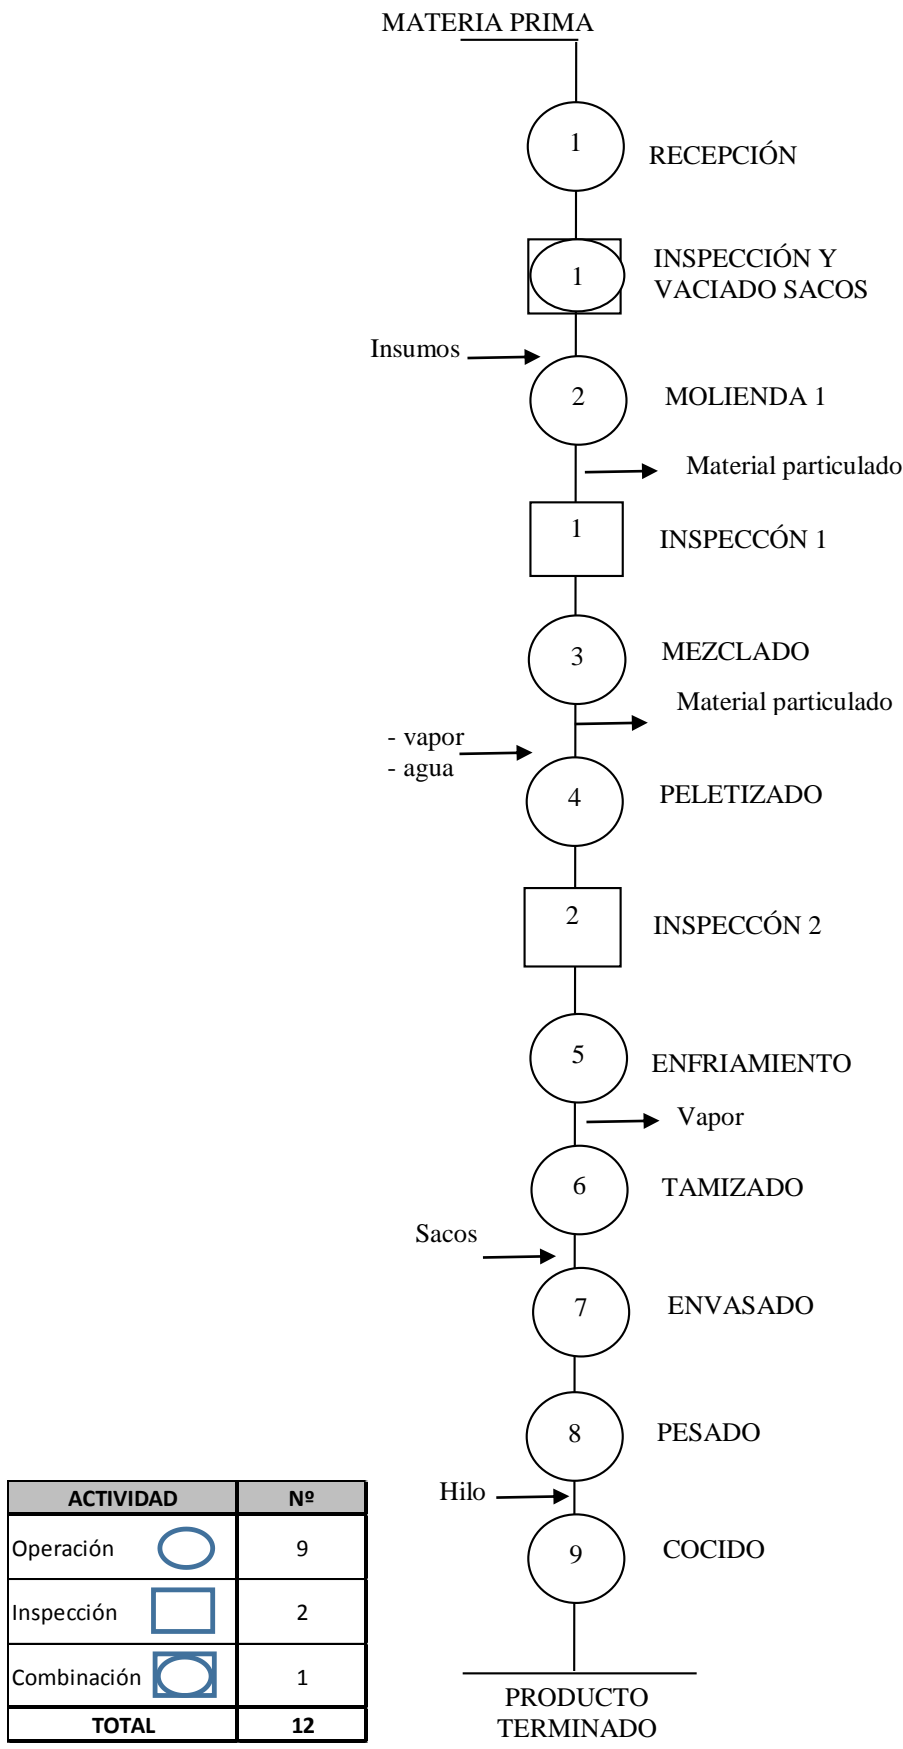 MATERIA PRIMA
1
RECEPCIÓN
1
INSPECCIÓN Y
VACIADO SACOS
Insumos
2
MOLIENDA 1
Material particulado
1
INSPECCÓN 1
3
MEZCLADO
Material particulado
- vapor
- agua
4
PELETIZADO
2
INSPECCÓN 2
5
ENFRIAMIENTO
Vapor
6
TAMIZADO
Sacos
7
ENVASADO
8
PESADO
Hilo
9
COCIDO
PRODUCTO
TERMINADO
ACTIVIDAD Nº
Operación 9
Inspección 2
Combinación 1
TOTAL 12